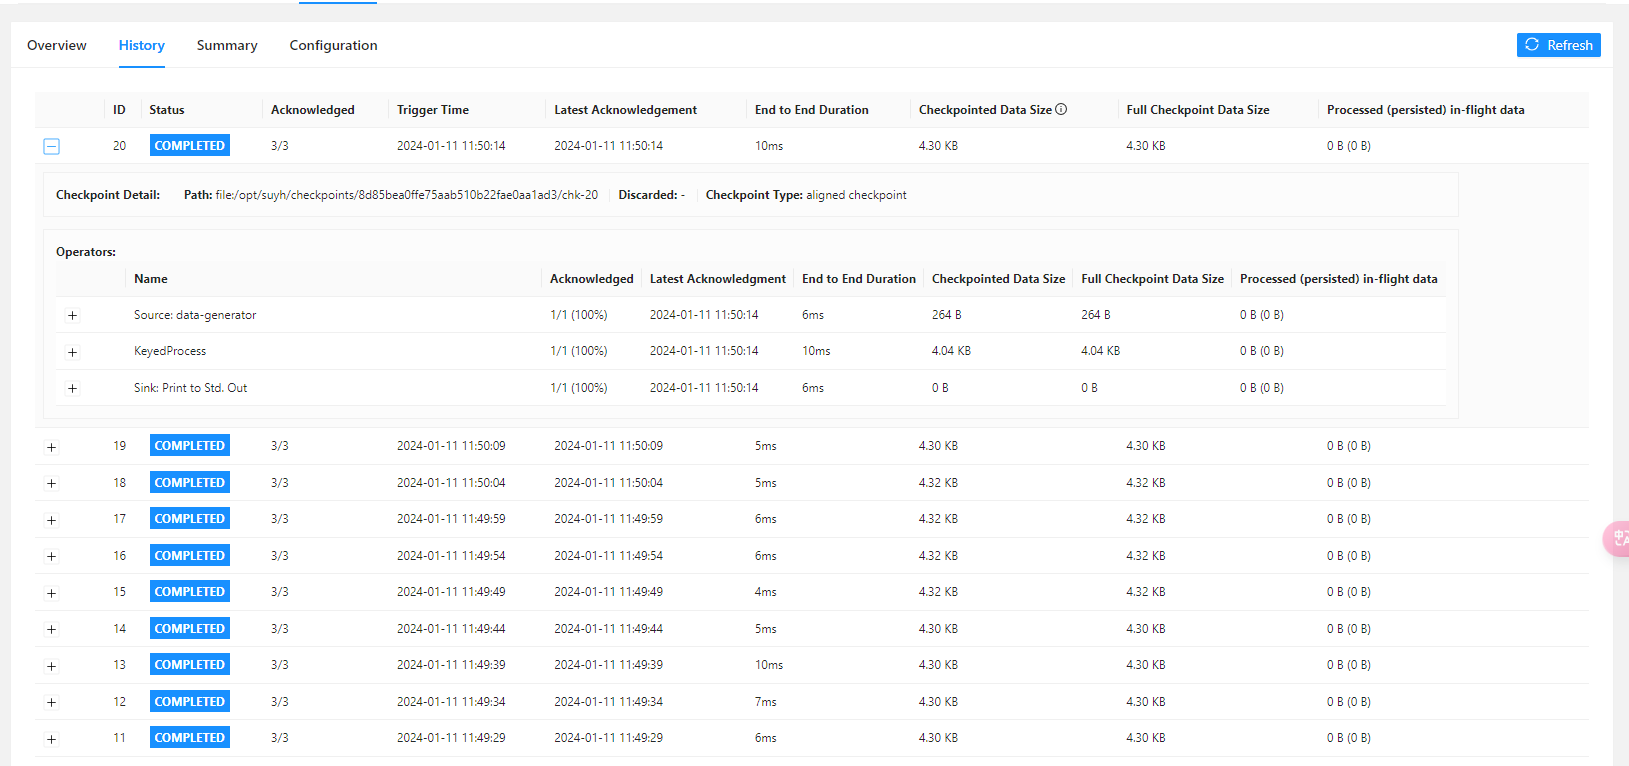 Overview History Summary Configuration Refresh
ID Status Acknowledged Trigger Time Latest Acknowledgement End to End Duration Checkpointed Data Size Full Checkpoint Data Size Processed (persisted) in-flight data
20 COMPLETED 3/3 2024-01-11 11:50:14 2024-01-11 11:50:14 10ms 4.30 KB 4.30 KB 0 B (0 B)
Checkpoint Detail: Path: file:/opt/suyh/checkpoints/8d85bea0ffe75aab510b22fae0aa1ad3/chk-20 Discarded: - Checkpoint Type: aligned checkpoint
Operators:
Name Acknowledged Latest Acknowledgment End to End Duration Checkpointed Data Size Full Checkpoint Data Size Processed (persisted) in-flight data
Source: data-generator 1/1 (100%) 2024-01-11 11:50:14 6ms 264 B 264 B 0 B (0 B)
KeyedProcess 1/1 (100%) 2024-01-11 11:50:14 10ms 4.04 KB 4.04 KB 0 B (0 B)
Sink: Print to Std. Out 1/1 (100%) 2024-01-11 11:50:14 6ms 0 B 0 B 0 B (0 B)
19 COMPLETED 3/3 2024-01-11 11:50:09 2024-01-11 11:50:09 5ms 4.30 KB 4.30 KB 0 B (0 B)
18 COMPLETED 3/3 2024-01-11 11:50:04 2024-01-11 11:50:04 5ms 4.32 KB 4.32 KB 0 B (0 B)
17 COMPLETED 3/3 2024-01-11 11:49:59 2024-01-11 11:49:59 6ms 4.32 KB 4.32 KB 0 B (0 B)
16 COMPLETED 3/3 2024-01-11 11:49:54 2024-01-11 11:49:54 6ms 4.32 KB 4.32 KB 0 B (0 B)
15 COMPLETED 3/3 2024-01-11 11:49:49 2024-01-11 11:49:49 4ms 4.32 KB 4.32 KB 0 B (0 B)
14 COMPLETED 3/3 2024-01-11 11:49:44 2024-01-11 11:49:44 5ms 4.30 KB 4.30 KB 0 B (0 B)
13 COMPLETED 3/3 2024-01-11 11:49:39 2024-01-11 11:49:39 10ms 4.30 KB 4.30 KB 0 B (0 B)
12 COMPLETED 3/3 2024-01-11 11:49:34 2024-01-11 11:49:34 7ms 4.30 KB 4.30 KB 0 B (0 B)
11 COMPLETED 3/3 2024-01-11 11:49:29 2024-01-11 11:49:29 6ms 4.30 KB 4.30 KB 0 B (0 B)